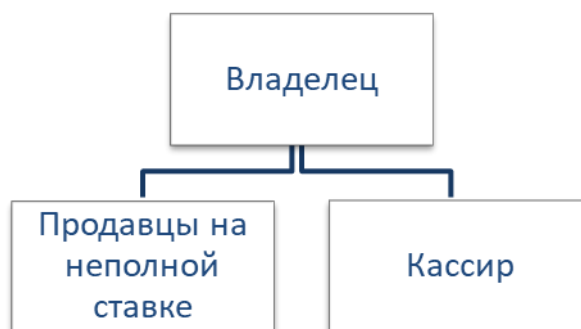 Владелец
Продавцы на
неполной
ставке
Кассир